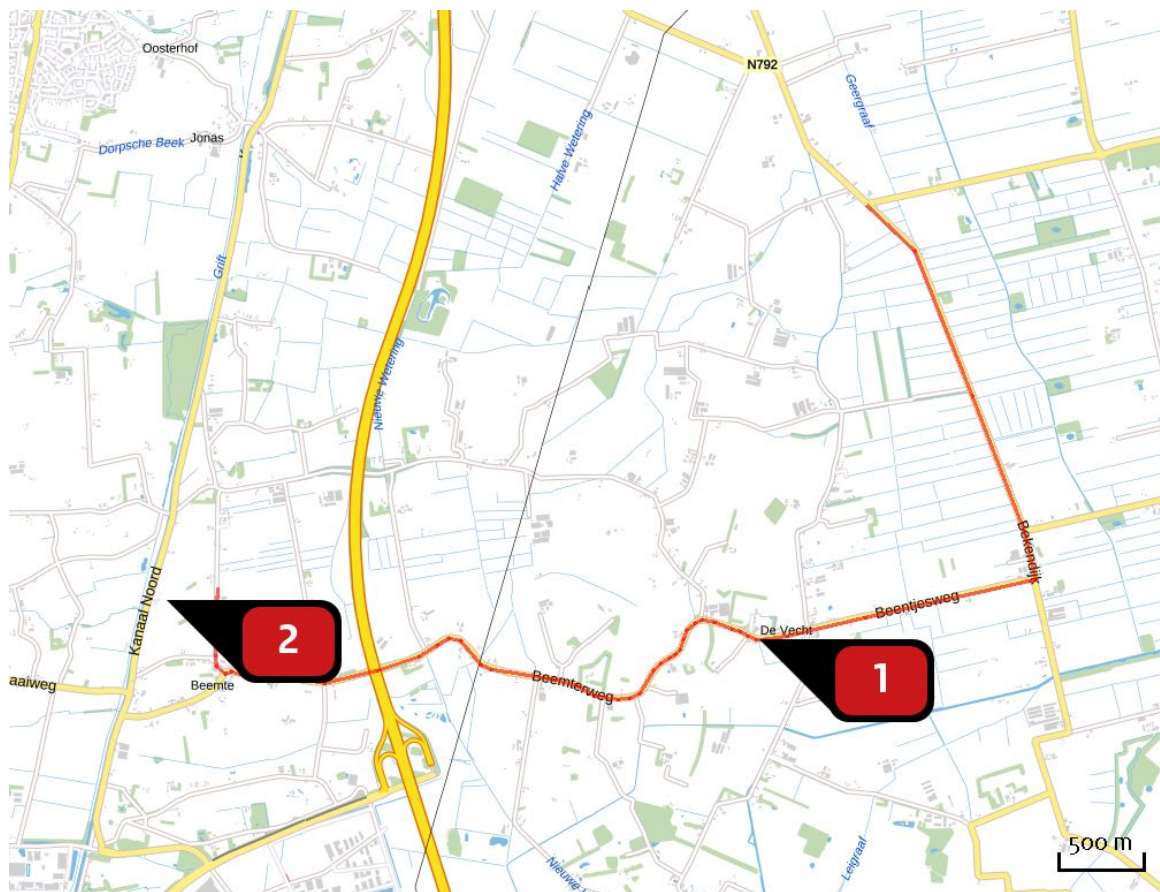 Oosterhof
N792
Geergraaf
Dorpsche Beek
Jonas
Halve Wetering
Grift
Nieuwe Wetering
Kanaal Noord
Bekendijk
Beentjesweg
De Vecht
2
1
aaiweg
Beemte
Beemterweg
500 m
Leigraaf
Nieuwe